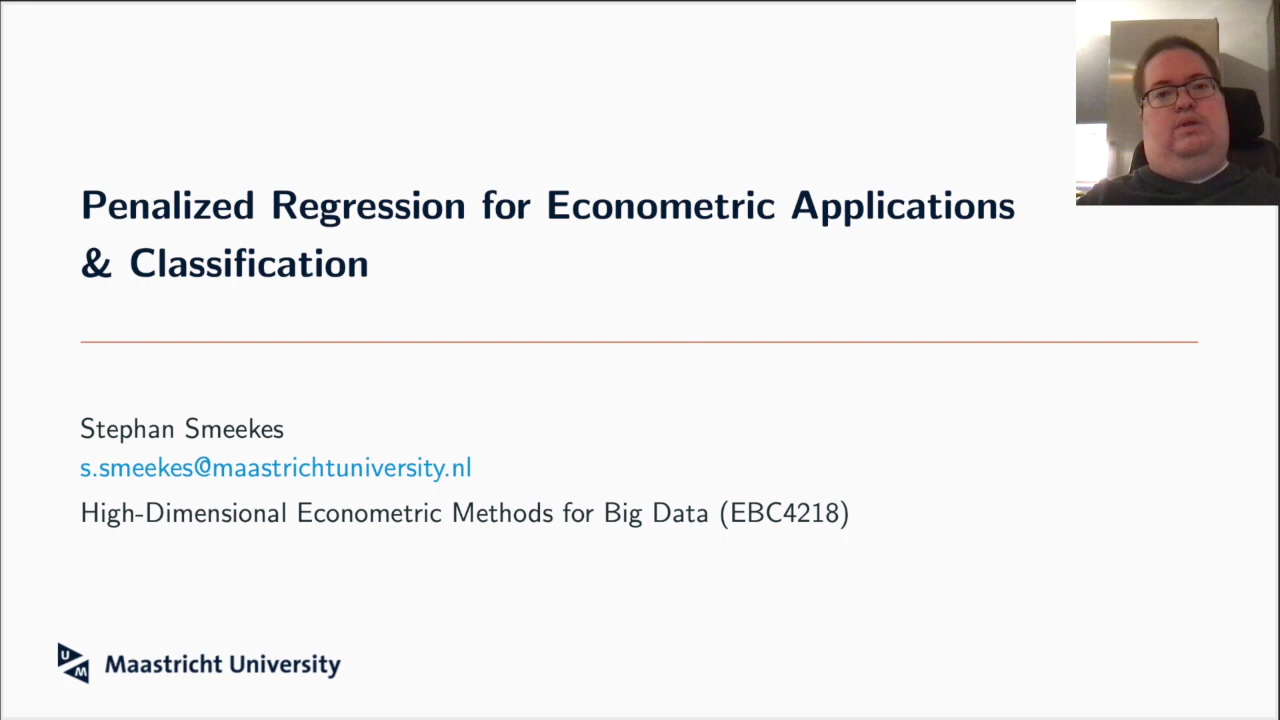 Penalized Regression for Econometric Applications
& Classification
Stephan Smeekes
s.smeekes@maastrichtuniversity.nl
High-Dimensional Econometric Methods for Big Data (EBC4218)
UM Maastricht University